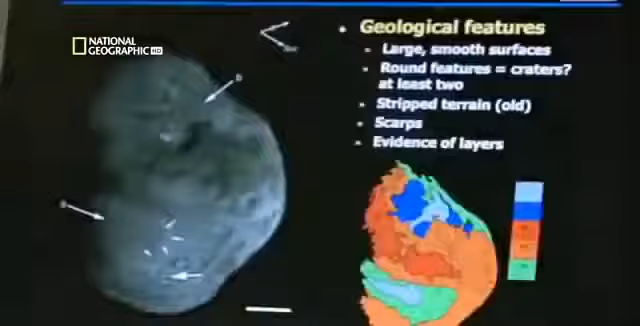 NATIONAL
GEOGRAPHIC HD
• Geological features
- Large, smooth surfaces
- Round features = craters?
at least two
- Stripped terrain (old)
- Scarps
- Evidence of layers